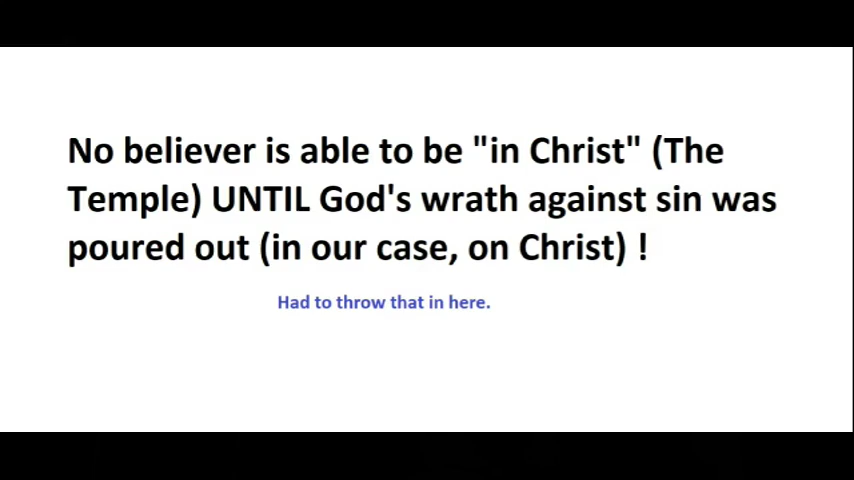 No believer is able to be "in Christ" (The
Temple) UNTIL God's wrath against sin was
poured out (in our case, on Christ) !
Had to throw that in here.